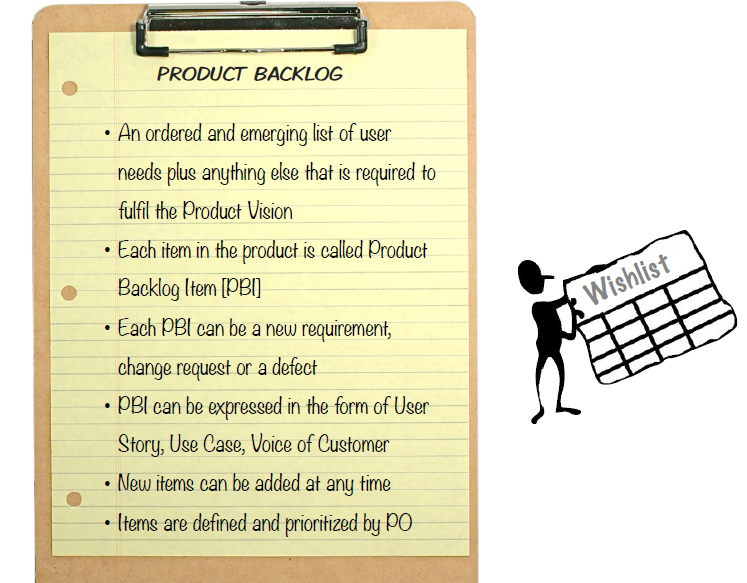 PRODUCT BACKLOG
• An ordered and emerging list of user
needs plus anything else that is required to
fulfil the Product Vision
• Each item in the product is called Product
Backlog Item [PBI]
• Each PBI can be a new requirement,
change request or a defect
• PBI can be expressed in the form of User
Story, Use Case, Voice of Customer
• New items can be added at any time
• Items are defined and prioritized by PO
Wishlist